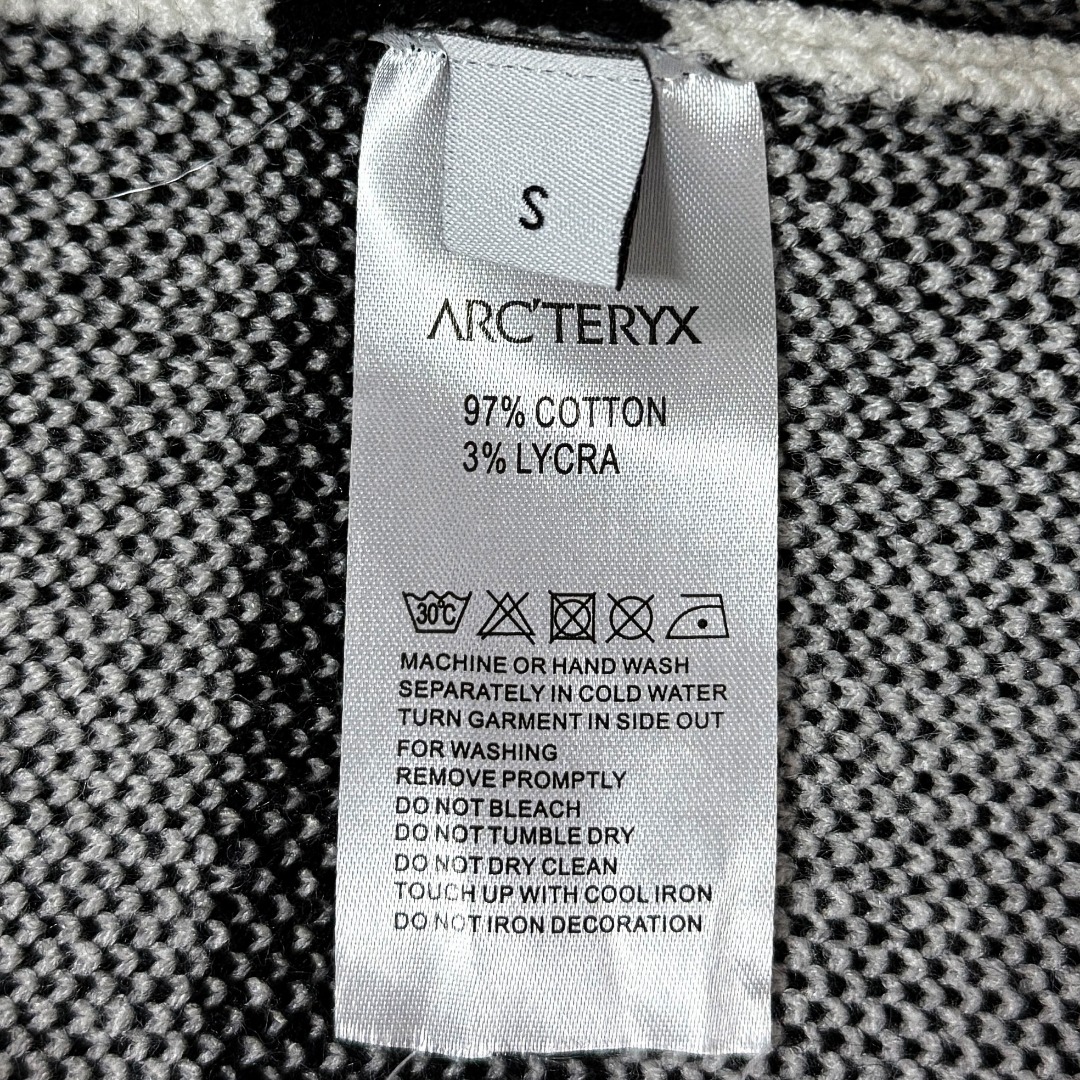 S
ARC'TERYX
97% COTTON
3% LYCRA
30℃
MACHINE OR HAND WASH
SEPARATELY IN COLD WATER
TURN GARMENT IN SIDE OUT
FOR WASHING
REMOVE PROMPTLY
DO NOT BLEACH
DO NOT TUMBLE DRY
DO NOT DRY CLEAN
TOUCH UP WITH COOL IRON
DO NOT IRON DECORATION